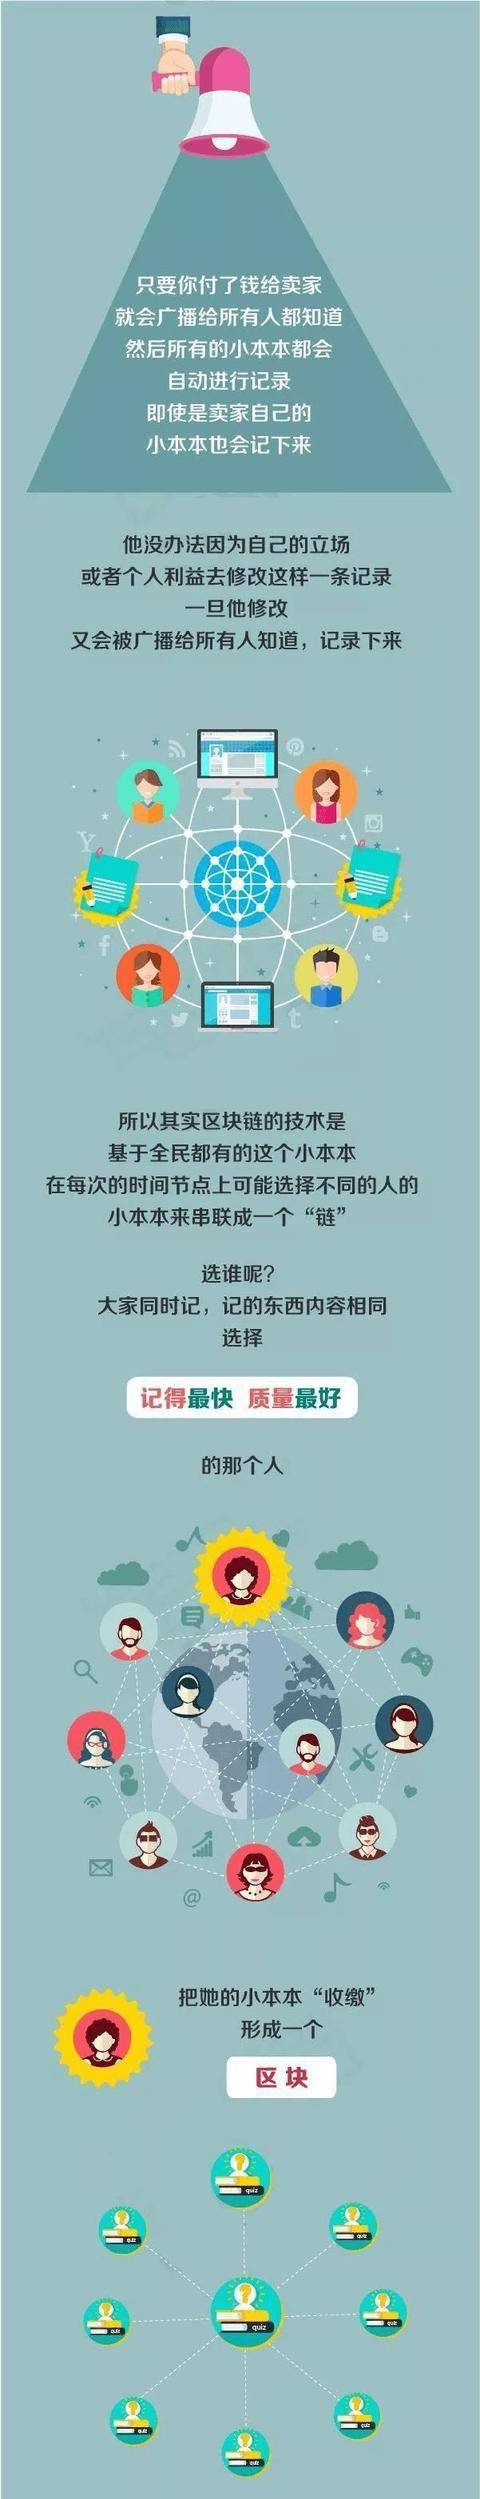 只要你付了钱给卖家
就会广播给所有人都知道
然后所有的小本本都会
自动进行记录
即使是卖家自己的
小本本也会记下来
他没办法因为自己的立场
或者个人利益去修改这样一条记录
一旦他修改
又会被广播给所有人知道，记录下来
所以其实区块链的技术是
基于全民都有的这个小本本
在每次的时间节点上可能选择不同的人的
小本本来串联成一个“链”
选谁呢？
大家同时记，记的东西内容相同
选择
记得最快 质量最好
的那个人
把她的小本本“收缴”
形成一个
区块
quiz
quiz
quiz
quiz
quiz
quiz
quiz
quiz
quiz